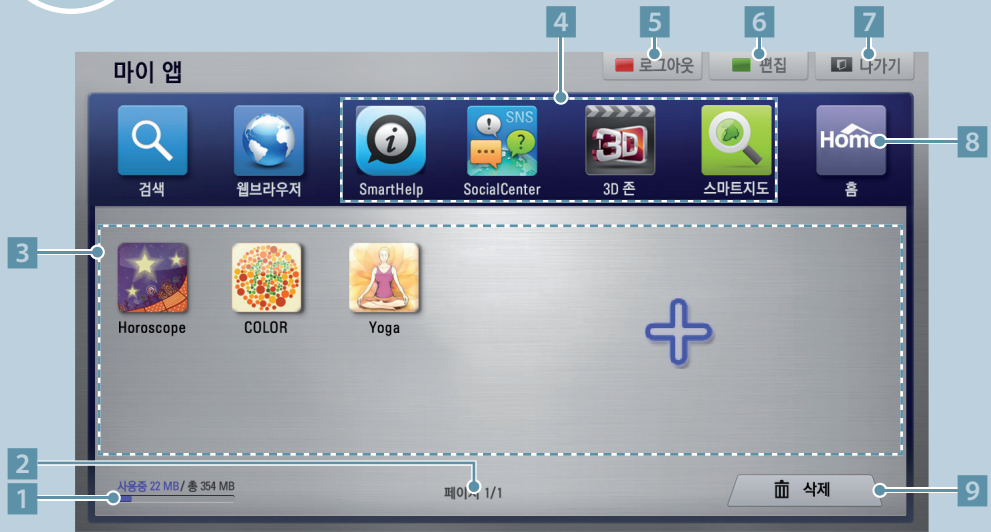 4 5 6 7
마이 앱 로그아웃 편집 나가기
SNS
3D
Home 8
검색 웹브라우저 SmartHelp SocialCenter 3D 존 스마트지도 홈
3
Horoscope COLOR Yoga
2
사용중 22 MB / 총 354 MB
1 페이지 1/1 삭제 9